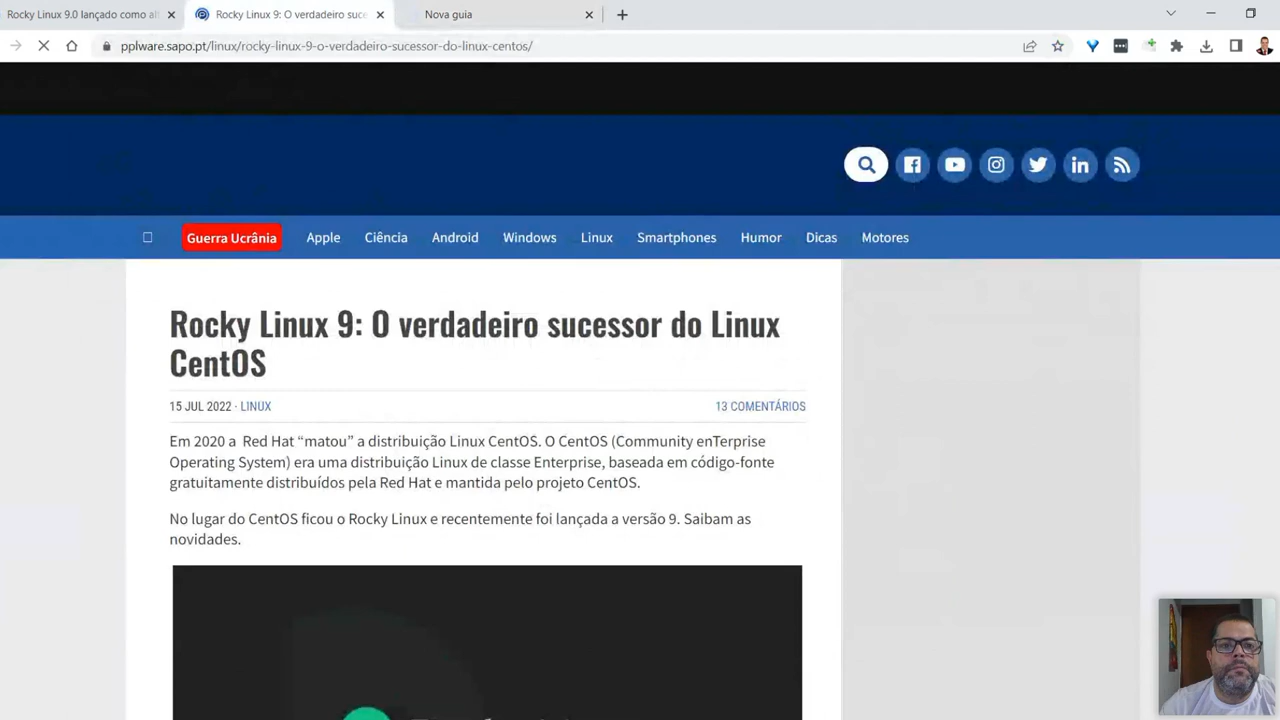 Rocky Linux 9.0 lançado como al
Rocky Linux 9: O verdadeiro suce
Nova guia
pplware.sapo.pt/linux/rocky-linux-9-o-verdadeiro-sucessor-do-linux-centos/
Guerra Ucrânia Apple Ciência Android Windows Linux Smartphones Humor Dicas Motores
Rocky Linux 9: O verdadeiro sucessor do Linux
CentOS
15 JUL 2022 · LINUX 13 COMENTÁRIOS
Em 2020 a Red Hat “matou” a distribuição Linux CentOS. O CentOS (Community enTerprise
Operating System) era uma distribuição Linux de classe Enterprise, baseada em código-fonte
gratuitamente distribuídos pela Red Hat e mantida pelo projeto CentOS.
No lugar do CentOS ficou o Rocky Linux e recentemente foi lançada a versão 9. Saibam as
novidades.